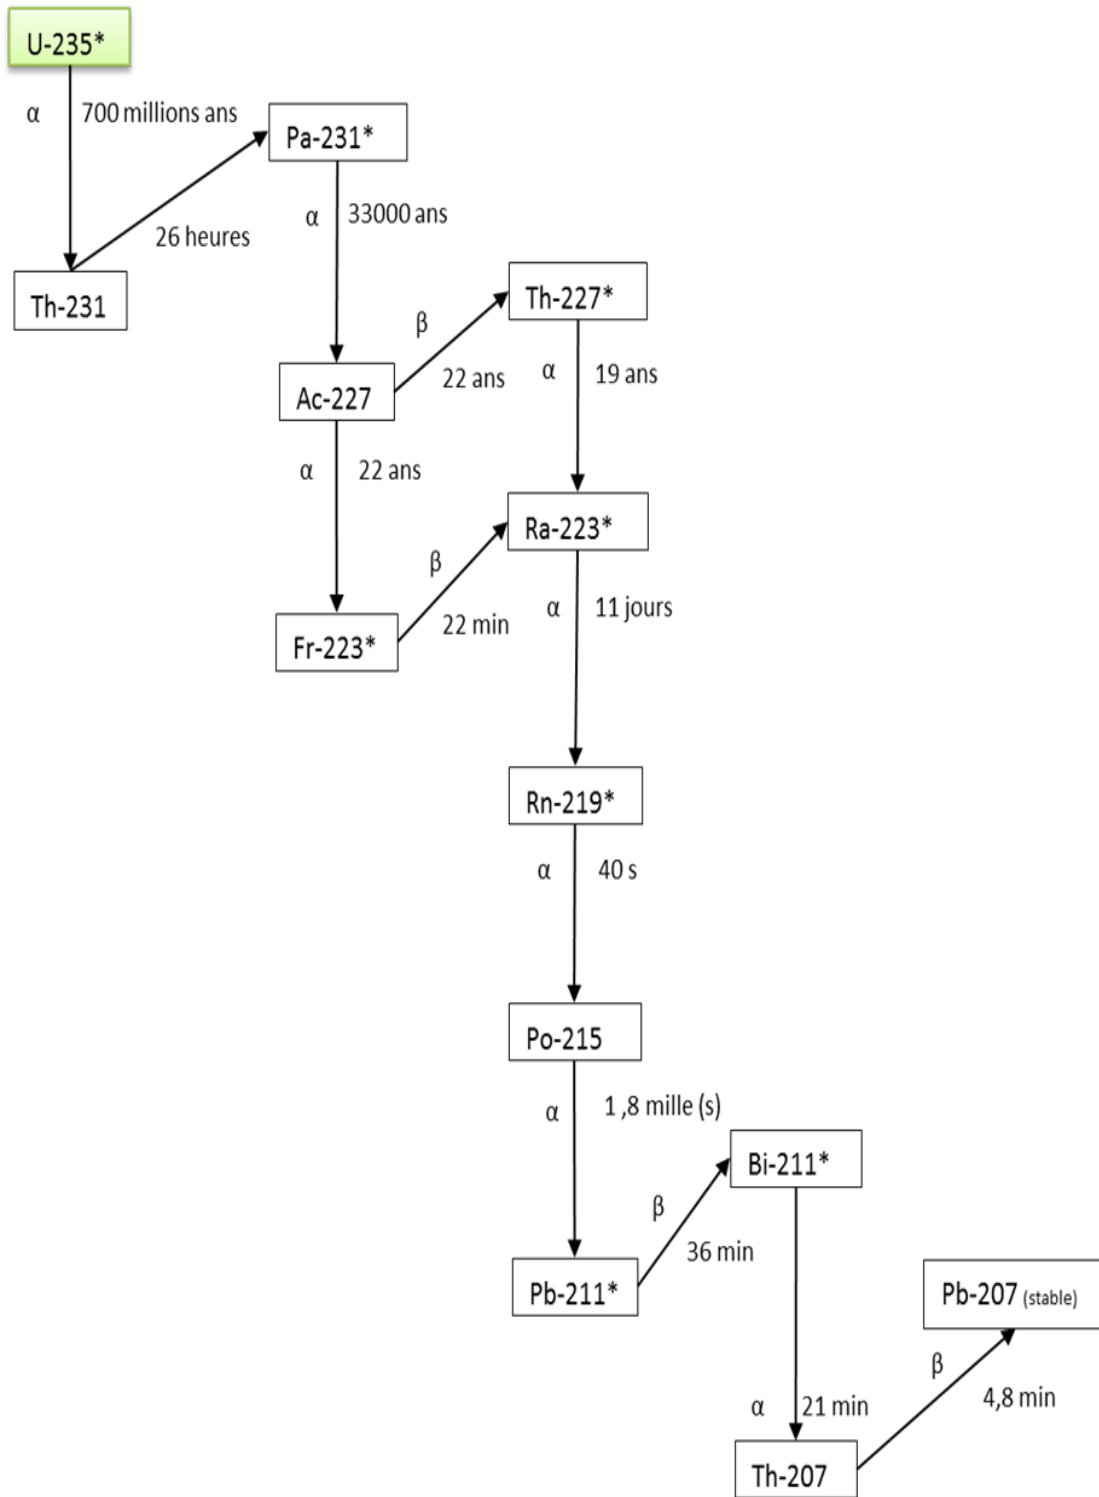 U-235*
α 700 millions ans
Pa-231*
26 heures
α 33000 ans
Th-231
Th-227*
β
22 ans
α 19 ans
Ac-227
α 22 ans
Ra-223*
β
22 min
α 11 jours
Fr-223*
Rn-219*
α 40 s
Po-215
α 1 ,8 mille (s)
Bi-211*
β
36 min
Pb-211*
Pb-207 (stable)
β
4,8 min
α 21 min
Th-207